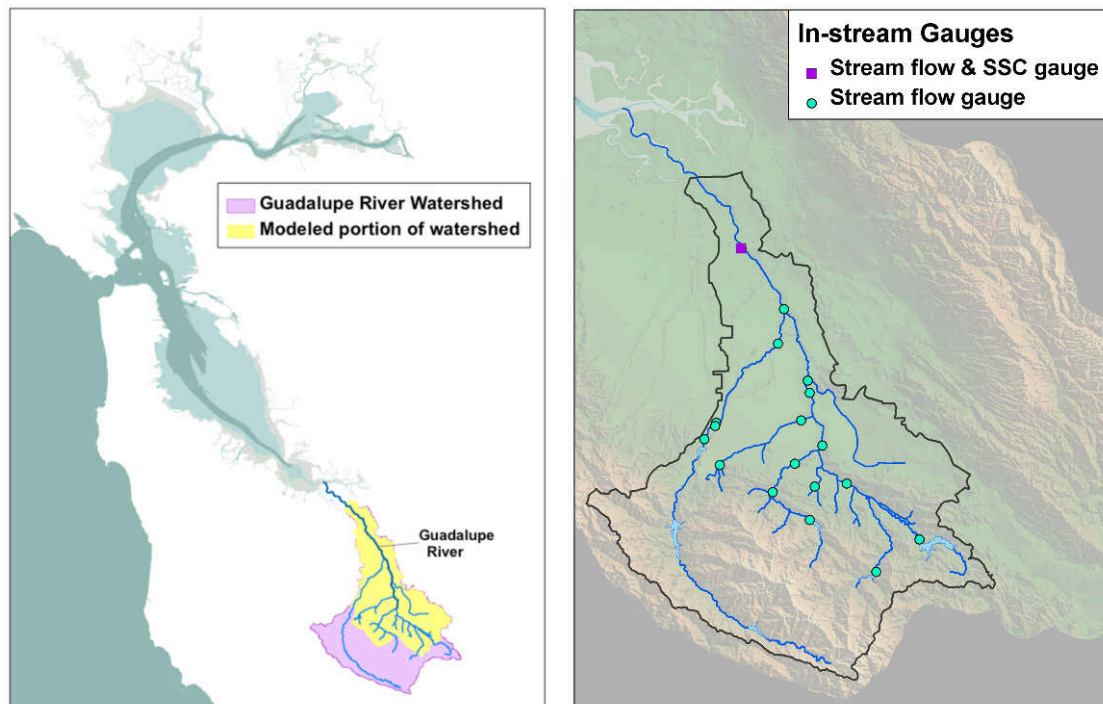 Guadalupe River Watershed
Modeled portion of watershed
Guadalupe
River
In-stream Gauges
Stream flow & SSC gauge
Stream flow gauge